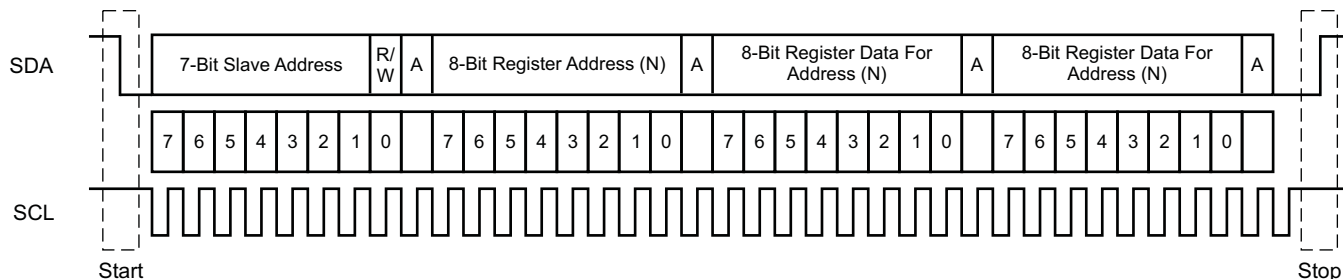 SDA
7-Bit Slave Address
R/
W
A
8-Bit Register Address (N)
A
8-Bit Register Data For
Address (N)
A
8-Bit Register Data For
Address (N)
A
7 6 5 4 3 2 1 0 7 6 5 4 3 2 1 0 7 6 5 4 3 2 1 0 7 6 5 4 3 2 1 0
SCL
Start
Stop